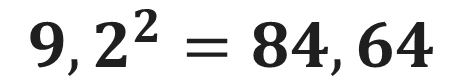 9,2² = 84,64